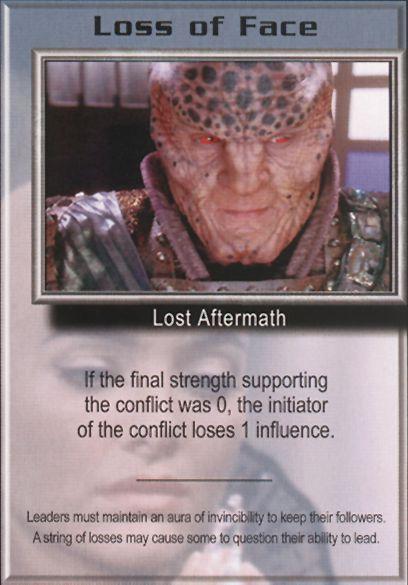 Loss of Face
Lost Aftermath
If the final strength supporting
the conflict was 0, the initiator
of the conflict loses 1 influence.
Leaders must maintain an aura of invincibility to keep their followers.
A string of losses may cause some to question their ability to lead.